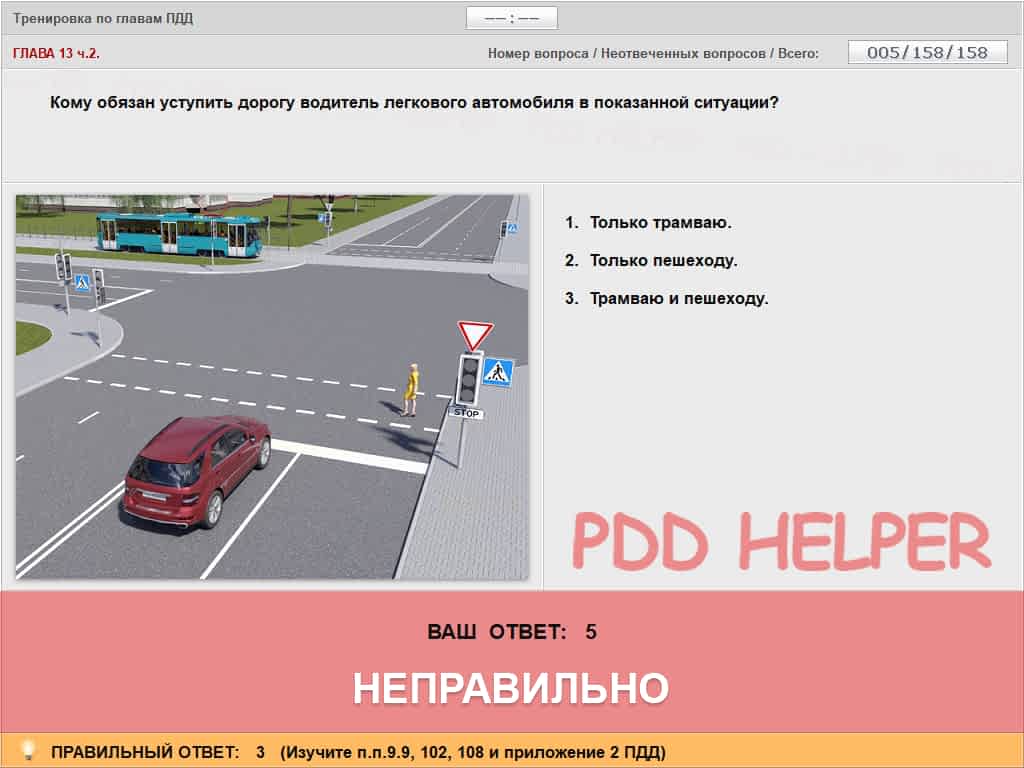 Тренировка по главам ПДД
—— : ——
ГЛАВА 13 ч.2.
Номер вопроса / Неотвеченных вопросов / Всего:
005/158/158
Кому обязан уступить дорогу водитель легкового автомобиля в показанной ситуации?
1. Только трамваю.
2. Только пешеходу.
3. Трамваю и пешеходу.
STOP
PDD HELPER
ВАШ ОТВЕТ: 5
НЕПРАВИЛЬНО
ПРАВИЛЬНЫЙ ОТВЕТ: 3 (Изучите п.п.9.9, 102, 108 и приложение 2 ПДД)